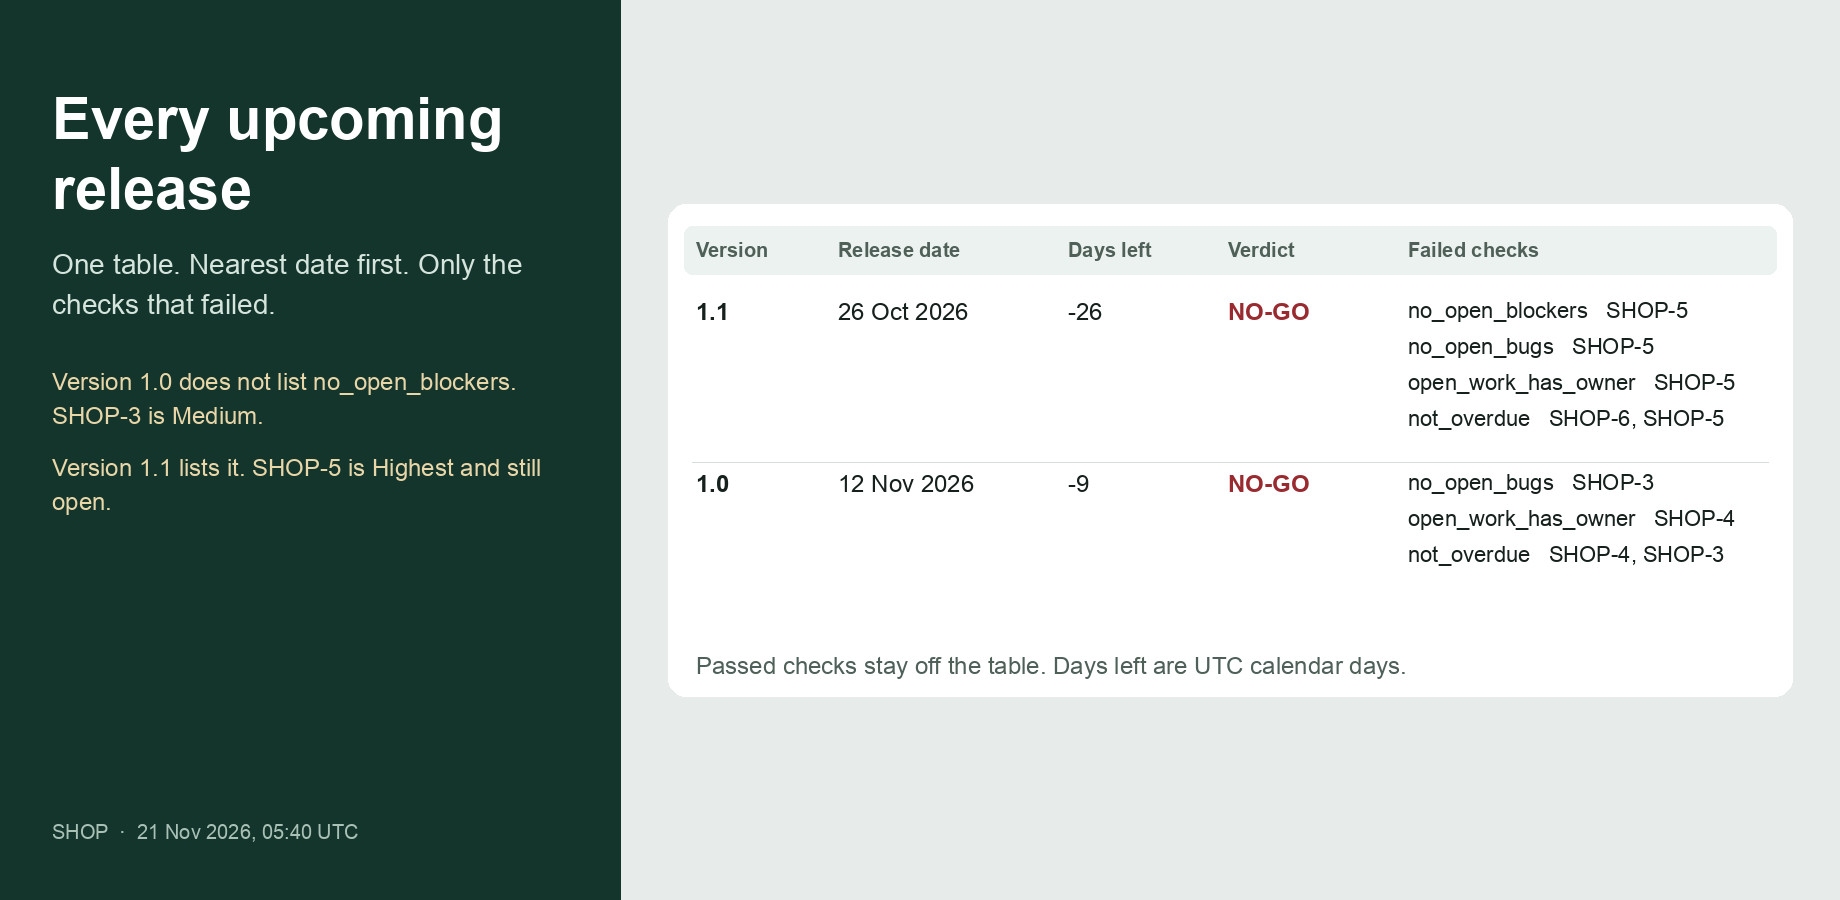 Every upcoming
release
One table. Nearest date first. Only the
checks that failed.
Version 1.0 does not list no_open_blockers.
SHOP-3 is Medium.
Version 1.1 lists it. SHOP-5 is Highest and still
open.
SHOP · 21 Nov 2026, 05:40 UTC
Version Release date Days left Verdict Failed checks
1.1 26 Oct 2026 -26 NO-GO no_open_blockers SHOP-5
no_open_bugs SHOP-5
open_work_has_owner SHOP-5
not_overdue SHOP-6, SHOP-5
1.0 12 Nov 2026 -9 NO-GO no_open_bugs SHOP-3
open_work_has_owner SHOP-4
not_overdue SHOP-4, SHOP-3
Passed checks stay off the table. Days left are UTC calendar days.